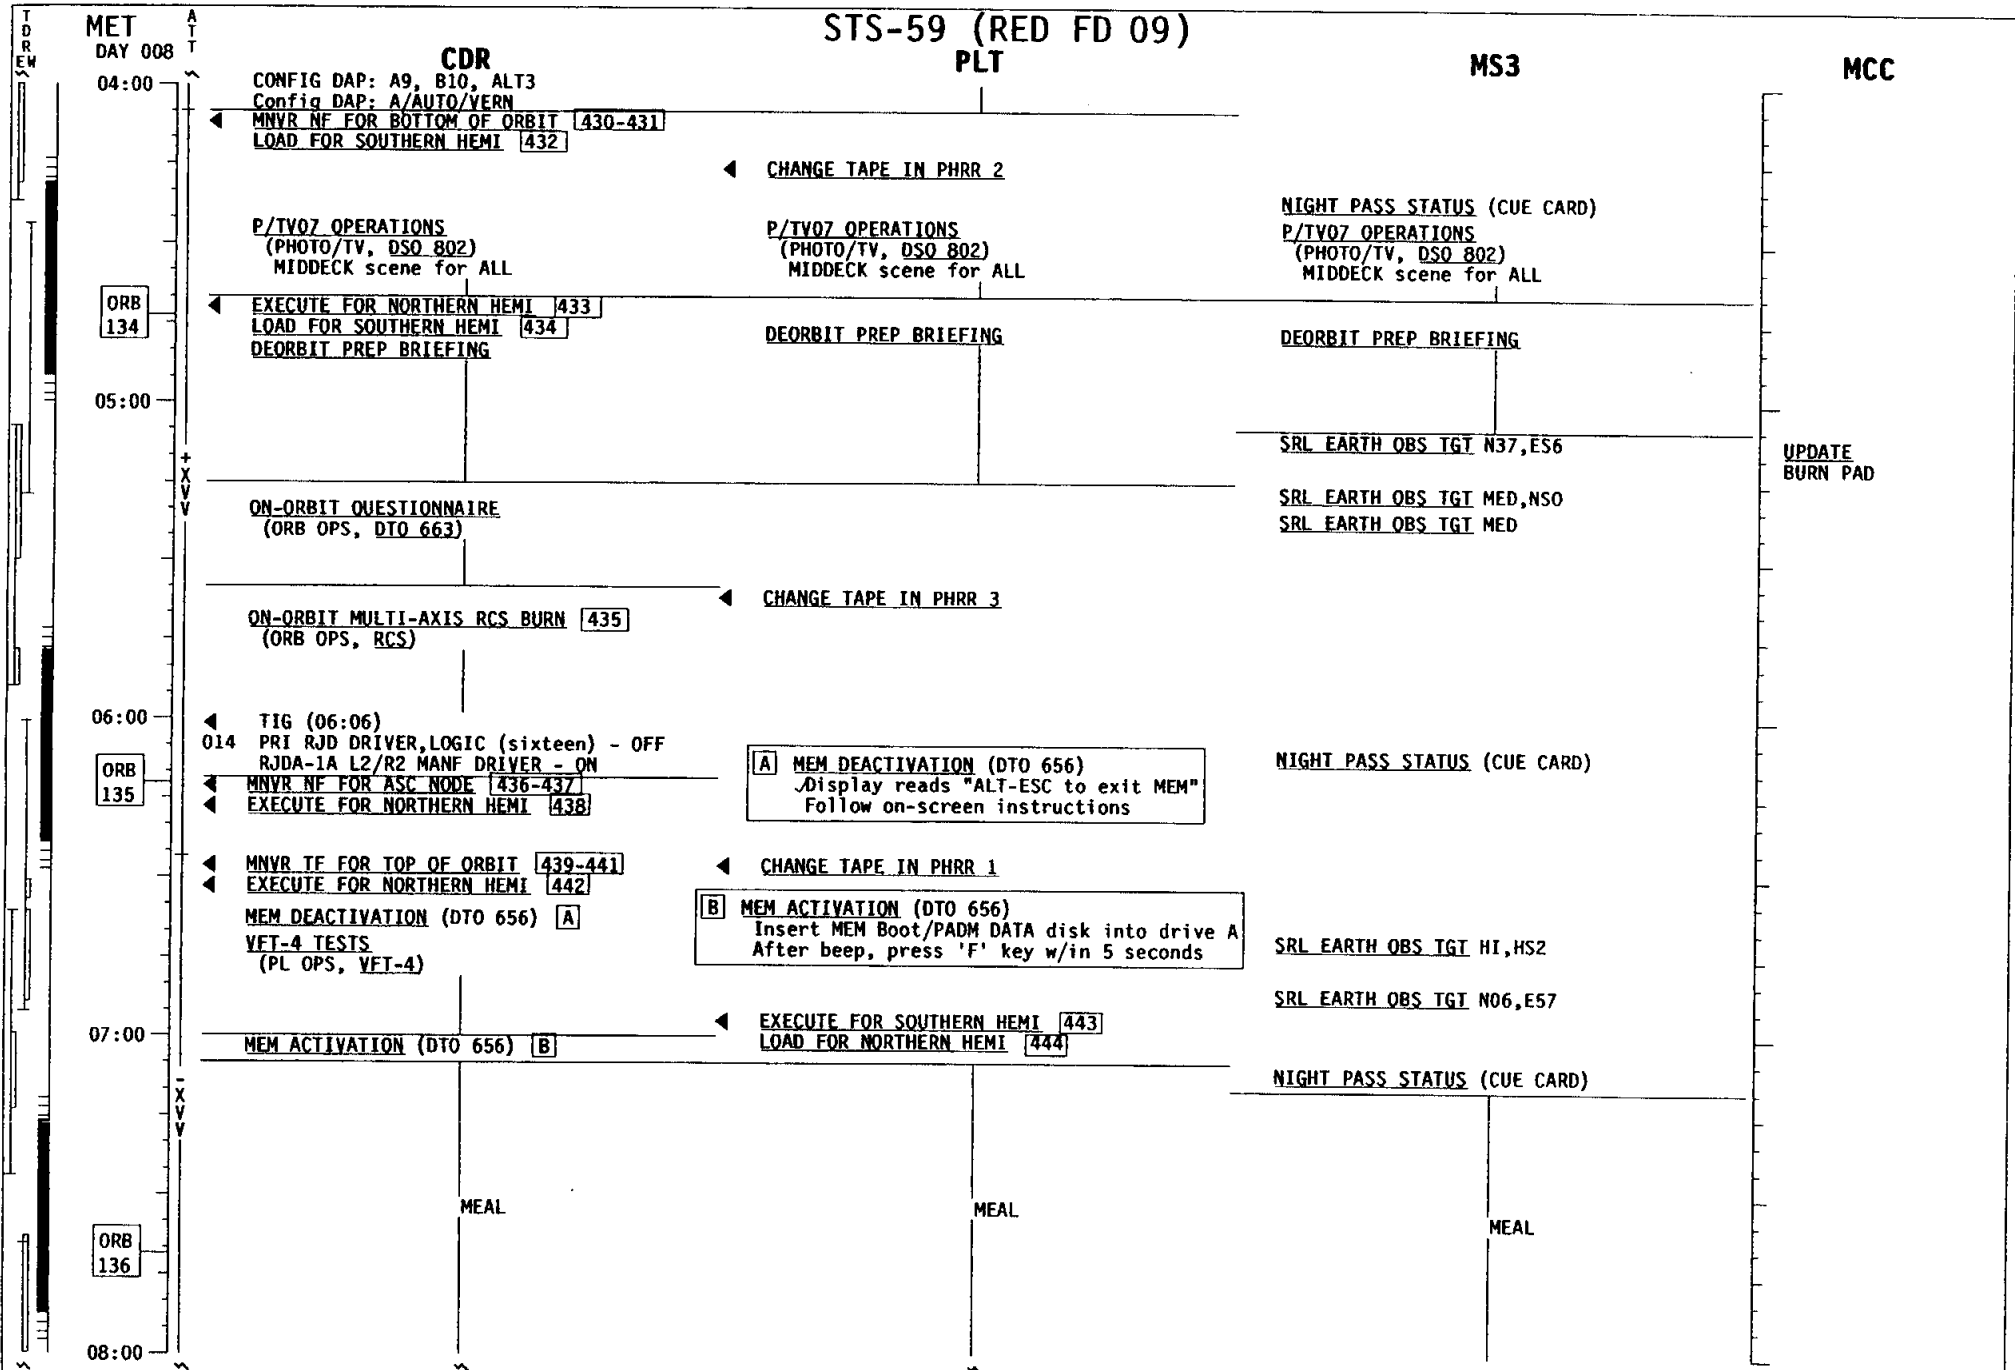 STS-59 (RED FD 09)
TDREW
MET
DAY 008
ATT
CDR
PLT
MS3
MCC
04:00
05:00
06:00
07:00
08:00
ORB
134
ORB
135
ORB
136
+XVV
-XVV
CONFIG DAP: A9, B10, ALT3
Config DAP: A/AUTO/VERN
MNVR NF FOR BOTTOM OF ORBIT 430-431
LOAD FOR SOUTHERN HEMI 432
P/TV07 OPERATIONS
(PHOTO/TV, DSO 802)
MIDDECK scene for ALL
EXECUTE FOR NORTHERN HEMI 433
LOAD FOR SOUTHERN HEMI 434
DEORBIT PREP BRIEFING
ON-ORBIT QUESTIONNAIRE
(ORB OPS, DTO 663)
ON-ORBIT MULTI-AXIS RCS BURN 435
(ORB OPS, RCS)
TIG (06:06)
014 PRI RJD DRIVER,LOGIC (sixteen) - OFF
RJDA-1A L2/R2 MANF DRIVER - ON
MNVR NF FOR ASC NODE 436-437
EXECUTE FOR NORTHERN HEMI 438
MNVR TF FOR TOP OF ORBIT 439-441
EXECUTE FOR NORTHERN HEMI 442
MEM DEACTIVATION (DTO 656) A
VFT-4 TESTS
(PL OPS, VFT-4)
MEM ACTIVATION (DTO 656) B
MEAL
CHANGE TAPE IN PHRR 2
P/TV07 OPERATIONS
(PHOTO/TV, DSO 802)
MIDDECK scene for ALL
DEORBIT PREP BRIEFING
CHANGE TAPE IN PHRR 3
A MEM DEACTIVATION (DTO 656)
√Display reads "ALT-ESC to exit MEM"
Follow on-screen instructions
CHANGE TAPE IN PHRR 1
B MEM ACTIVATION (DTO 656)
Insert MEM Boot/PADM DATA disk into drive A
After beep, press 'F' key w/in 5 seconds
EXECUTE FOR SOUTHERN HEMI 443
LOAD FOR NORTHERN HEMI 444
MEAL
NIGHT PASS STATUS (CUE CARD)
P/TV07 OPERATIONS
(PHOTO/TV, DSO 802)
MIDDECK scene for ALL
DEORBIT PREP BRIEFING
SRL EARTH OBS TGT N37,ES6
SRL EARTH OBS TGT MED,NSO
SRL EARTH OBS TGT MED
NIGHT PASS STATUS (CUE CARD)
SRL EARTH OBS TGT HI,HS2
SRL EARTH OBS TGT N06,E57
NIGHT PASS STATUS (CUE CARD)
MEAL
UPDATE
BURN PAD